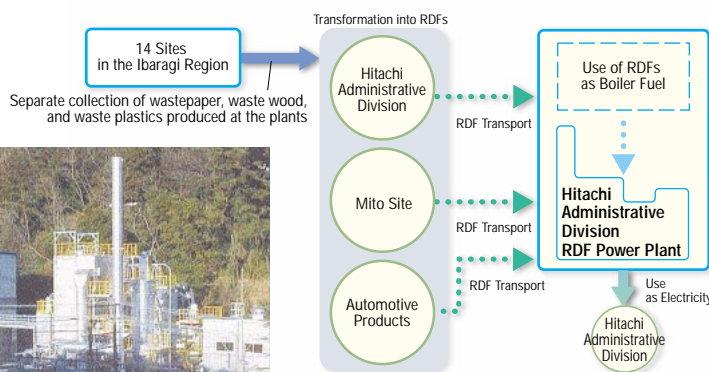 Transformation into RDFs
14 Sites
in the Ibaragi Region
Separate collection of wastepaper, waste wood,
and waste plastics produced at the plants
Hitachi
Administrative
Division
RDF Transport
Mito Site
RDF Transport
Automotive
Products
RDF Transport
Use of RDFs
as Boiler Fuel
Hitachi
Administrative
Division
RDF Power Plant
Use
as Electricity
Hitachi
Administrative
Division